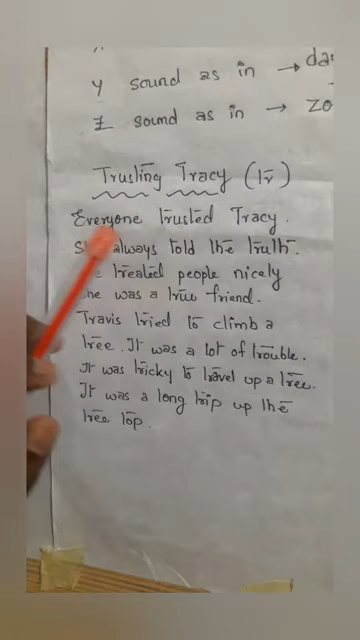 Y sound as in → da
Z sound as in → zo
Trusting Tracy (tr)
Everyone trusted Tracy.
always told the truth.
treated people nicely
was a true friend.
Travis tried to climb a
tree. It was a lot of trouble.
It was tricky to travel up a tree.
It was a long trip up the
tree top.